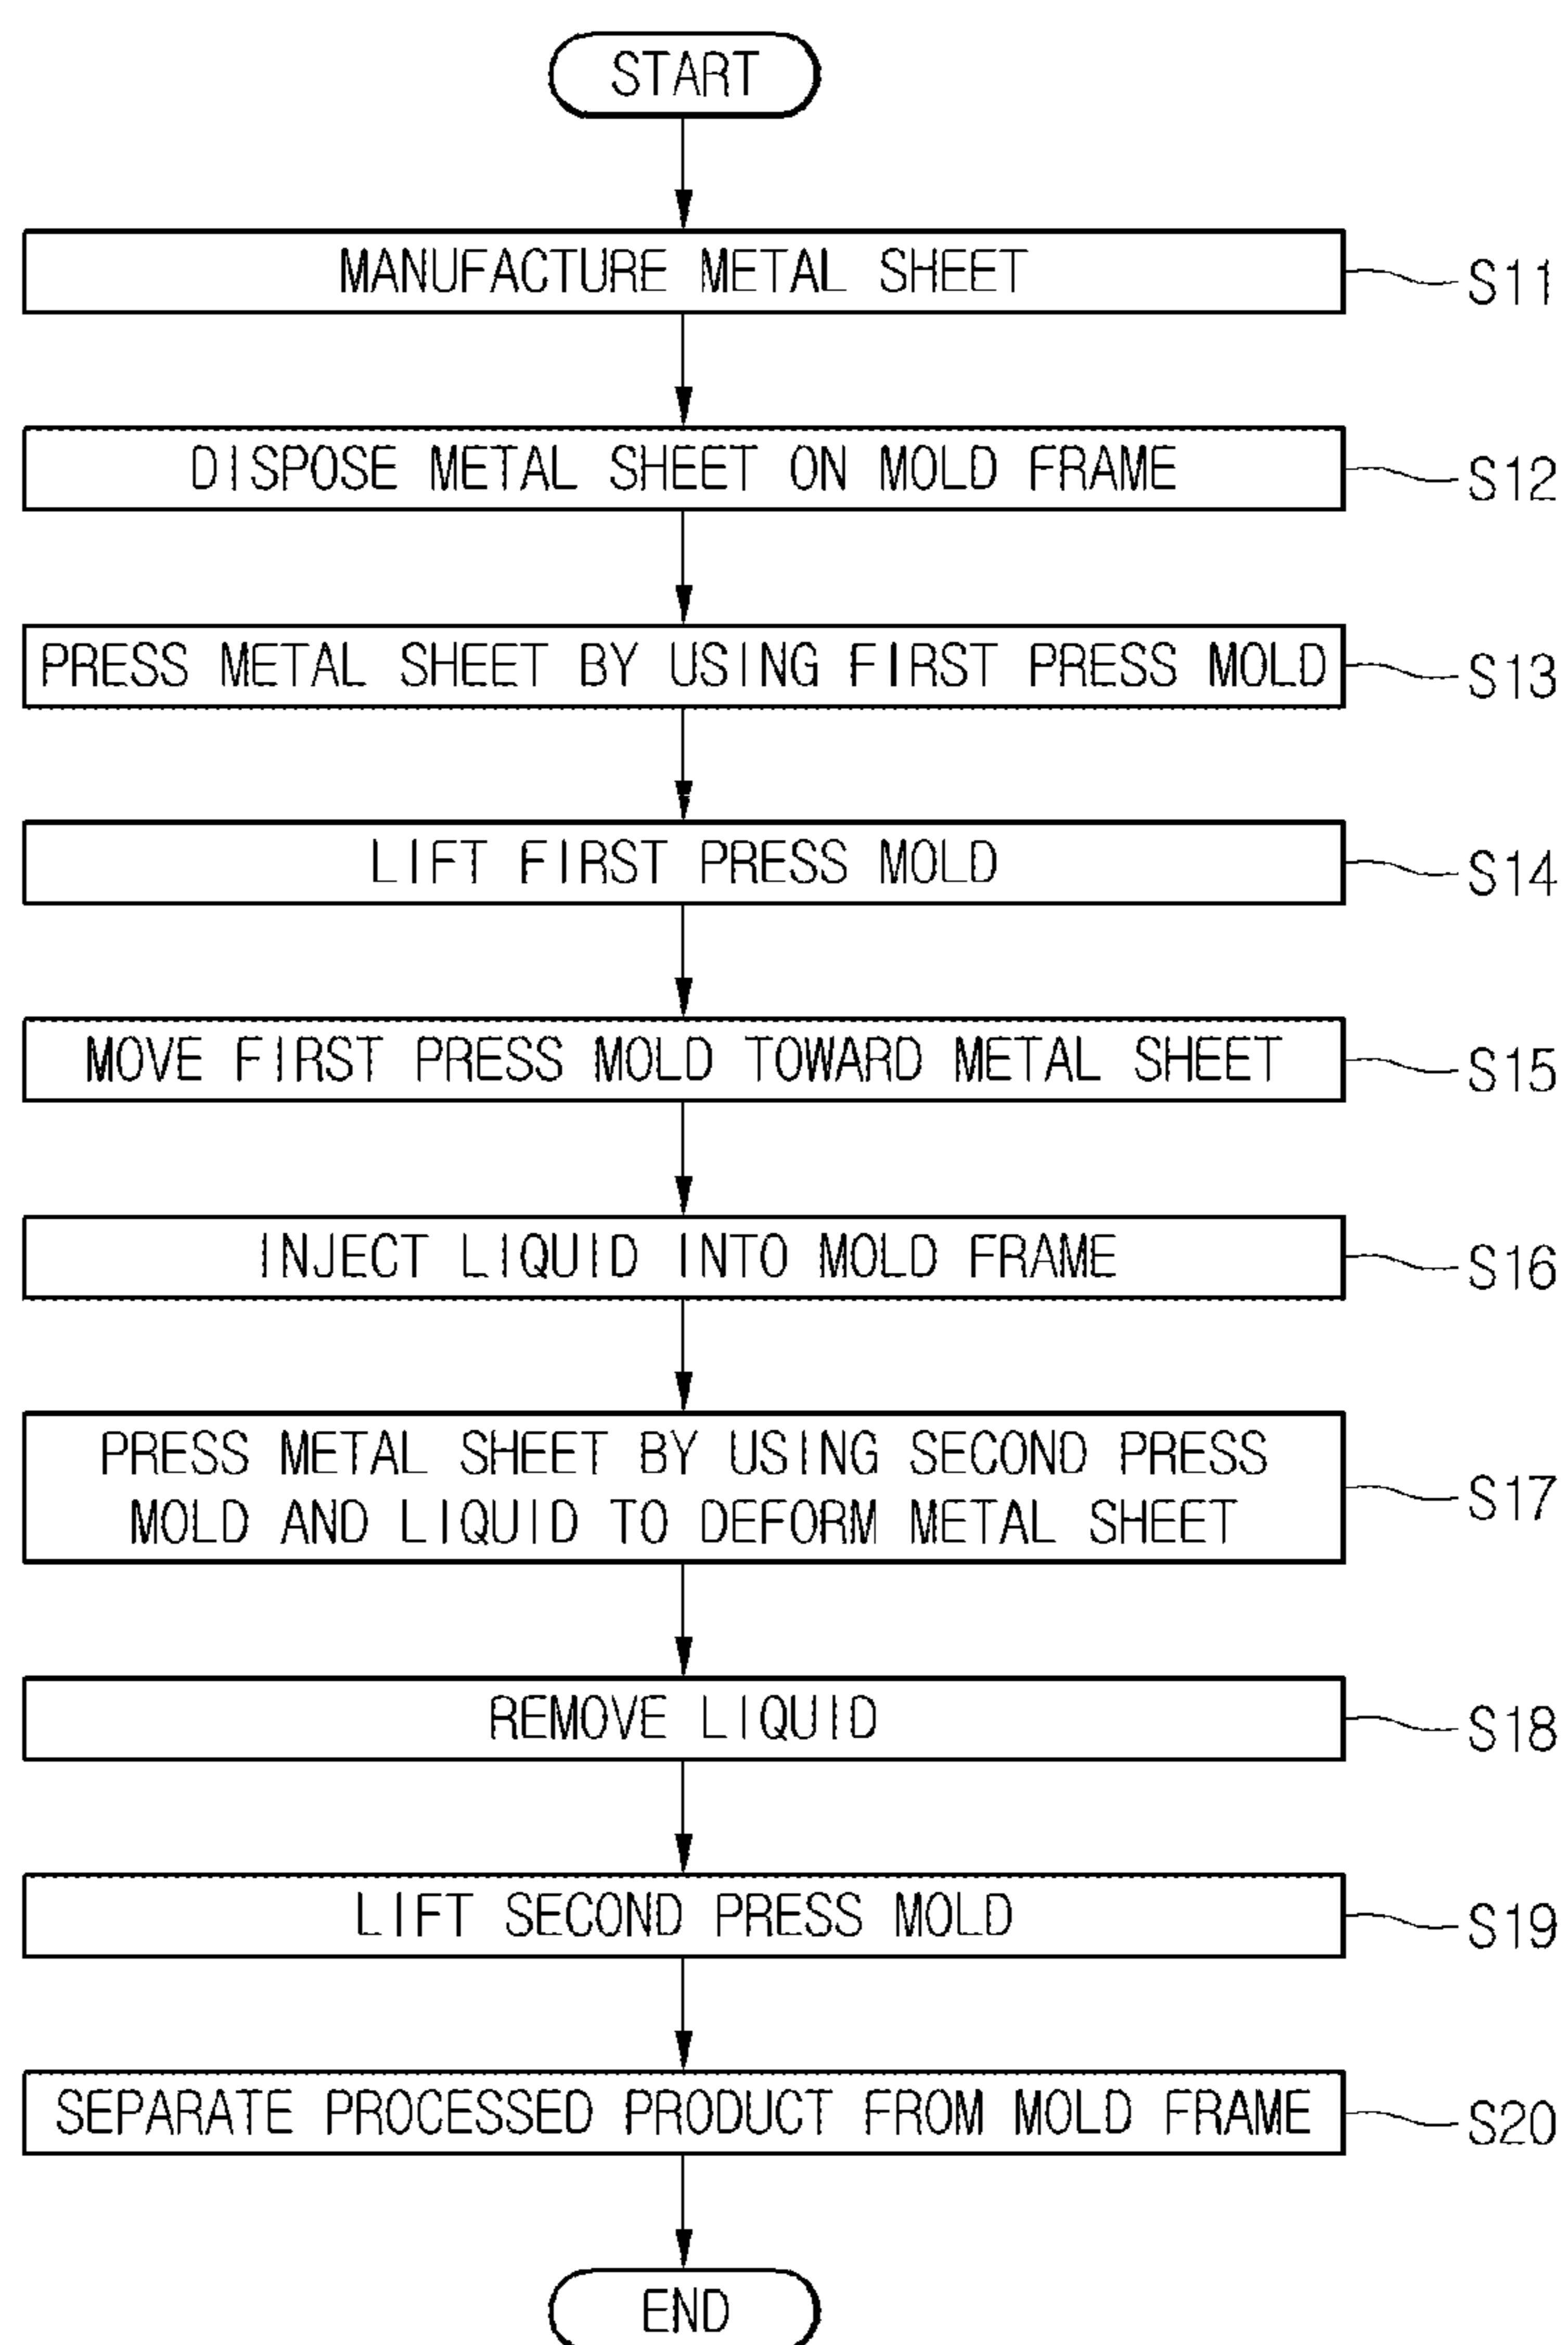 START
MANUFACTURE METAL SHEET
S11
DISPOSE METAL SHEET ON MOLD FRAME
S12
PRESS METAL SHEET BY USING FIRST PRESS MOLD
S13
LIFT FIRST PRESS MOLD
S14
MOVE FIRST PRESS MOLD TOWARD METAL SHEET
S15
INJECT LIQUID INTO MOLD FRAME
S16
PRESS METAL SHEET BY USING SECOND PRESS
MOLD AND LIQUID TO DEFORM METAL SHEET
S17
REMOVE LIQUID
S18
LIFT SECOND PRESS MOLD
S19
SEPARATE PROCESSED PRODUCT FROM MOLD FRAME
S20
END